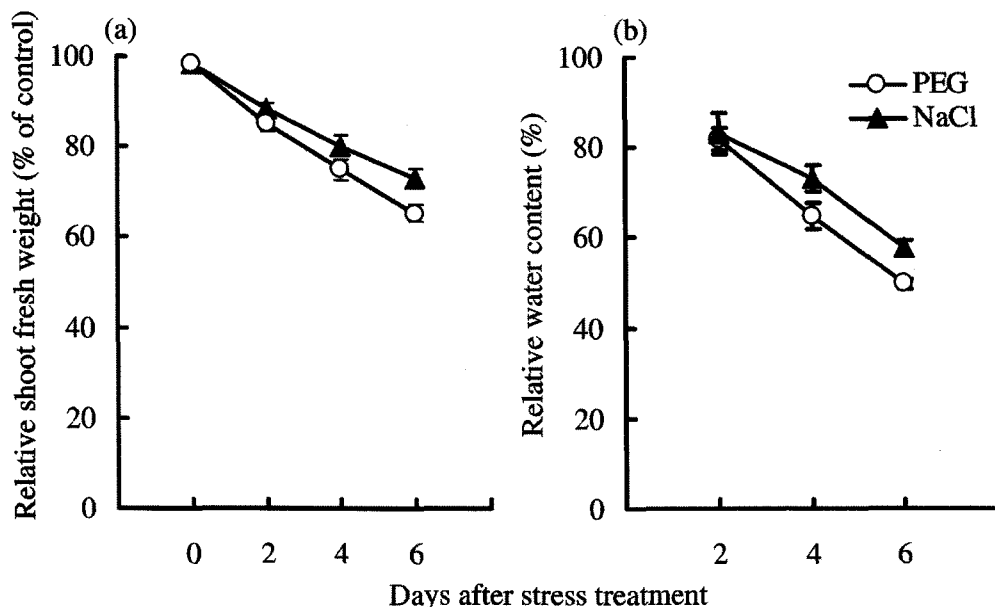 (a)
Relative shoot fresh weight (% of control)
100
80
60
40
20
0
0 2 4 6
(b)
Relative water content (%)
100
80
60
40
20
0
2 4 6
PEG
NaCl
Days after stress treatment